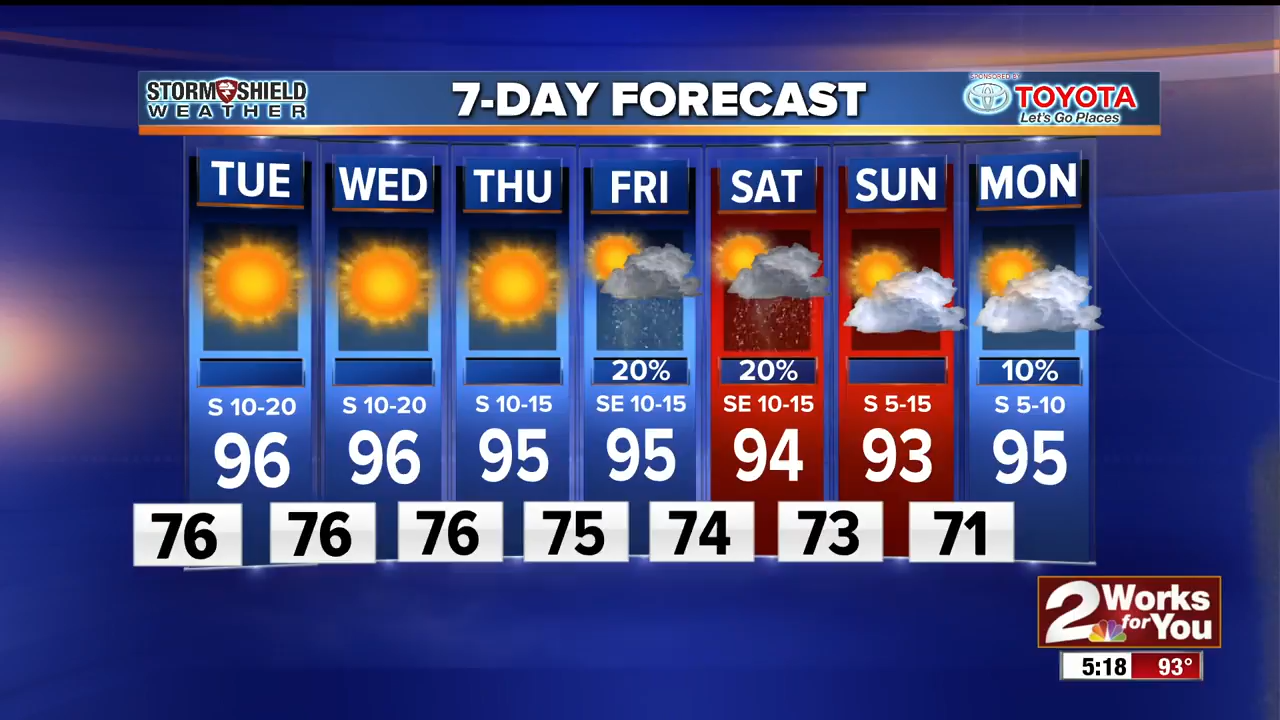 STORM SHIELD
WEATHER
7-DAY FORECAST
SPONSORED BY
TOYOTA
Let's Go Places
TUE WED THU FRI SAT SUN MON
20% 20% 10%
S 10-20 S 10-20 S 10-15 SE 10-15 SE 10-15 S 5-15 S 5-10
96 96 95 95 94 93 95
76 76 76 75 74 73 71
2 Works
for You
5:18 93°